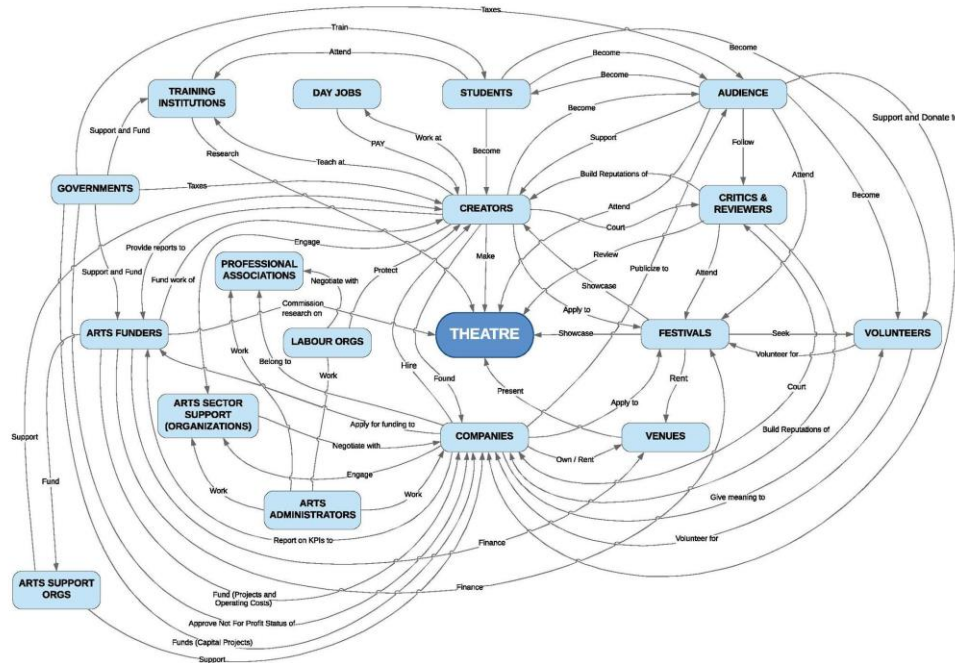 Taxes
Train
Become
Attend
Become
Become
TRAINING
INSTITUTIONS
DAY JOBS
STUDENTS
AUDIENCE
Support and Donate to
Become
Support and Fund
Work at
Support
Follow
PAY
Become
Research
Teach at
Attend
Build Reputations of
GOVERNMENTS
Taxes
Become
CREATORS
CRITICS &
REVIEWERS
Attend
Court
Engage
Provide reports to
Make
Review
PROFESSIONAL
ASSOCIATIONS
Protect
Publicize to
Attend
Support and Fund
Fund work of
Negotiate with
Showcase
Commission
research on
Apply to
ARTS FUNDERS
THEATRE
Showcase
FESTIVALS
Seek
VOLUNTEERS
LABOUR ORGS
Work
Volunteer for
Belong to
Hire
Found
Work
Rent
Present
Court
ARTS SECTOR
SUPPORT
(ORGANIZATIONS)
Apply to
Apply for funding to
Build Reputations of
COMPANIES
VENUES
Negotiate with
Support
Own / Rent
Engage
Fund
Work
Work
Give meaning to
ARTS
ADMINISTRATORS
Report on KPIs to
Finance
Volunteer for
ARTS SUPPORT
ORGS
Finance
Fund (Projects and
Operating Costs)
Approve Not For Profit Status of
Funds (Capital Projects)
Support